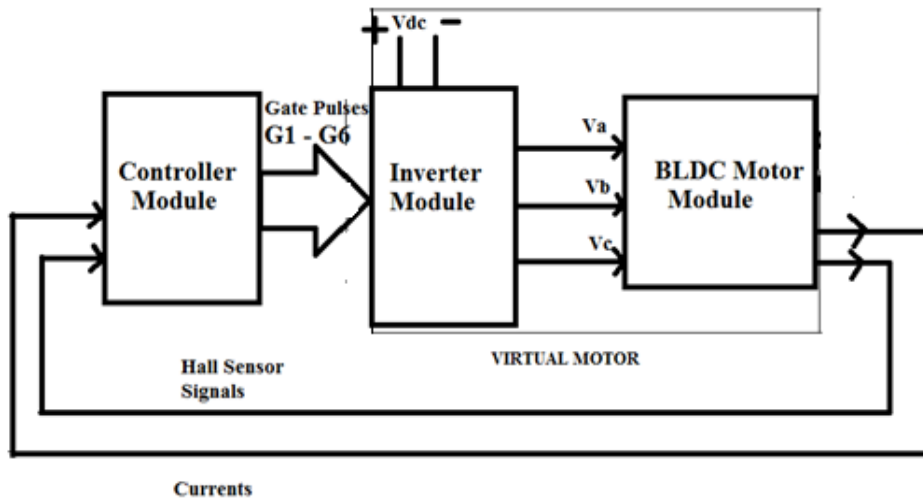 + Vdc -
Gate Pulses
G1 - G6
Controller
Module
Inverter
Module
Va
Vb
Vc
BLDC Motor
Module
Hall Sensor
Signals
VIRTUAL MOTOR
Currents